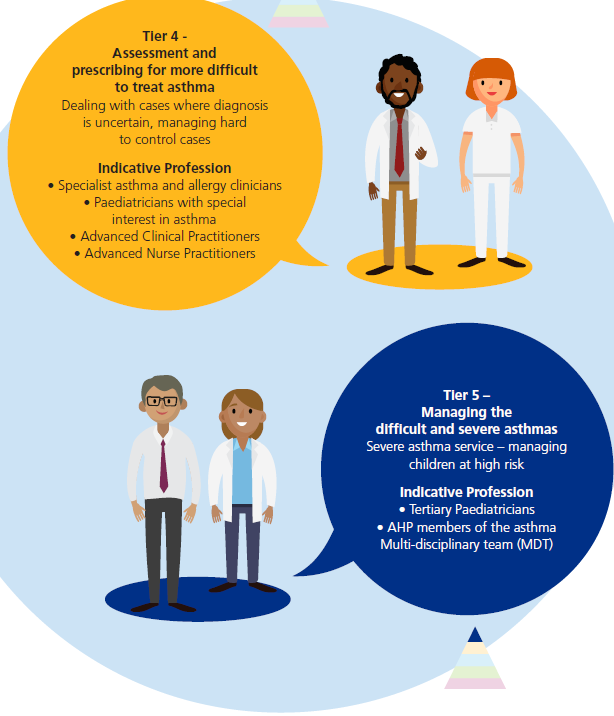 Tier 4 -
Assessment and
prescribing for more difficult
to treat asthma
Dealing with cases where diagnosis
is uncertain, managing hard
to control cases
Indicative Profession
• Specialist asthma and allergy clinicians
• Paediatricians with special
interest in asthma
• Advanced Clinical Practitioners
• Advanced Nurse Practitioners
Tier 5 –
Managing the
difficult and severe asthmas
Severe asthma service – managing
children at high risk
Indicative Profession
• Tertiary Paediatricians
• AHP members of the asthma
Multi-disciplinary team (MDT)